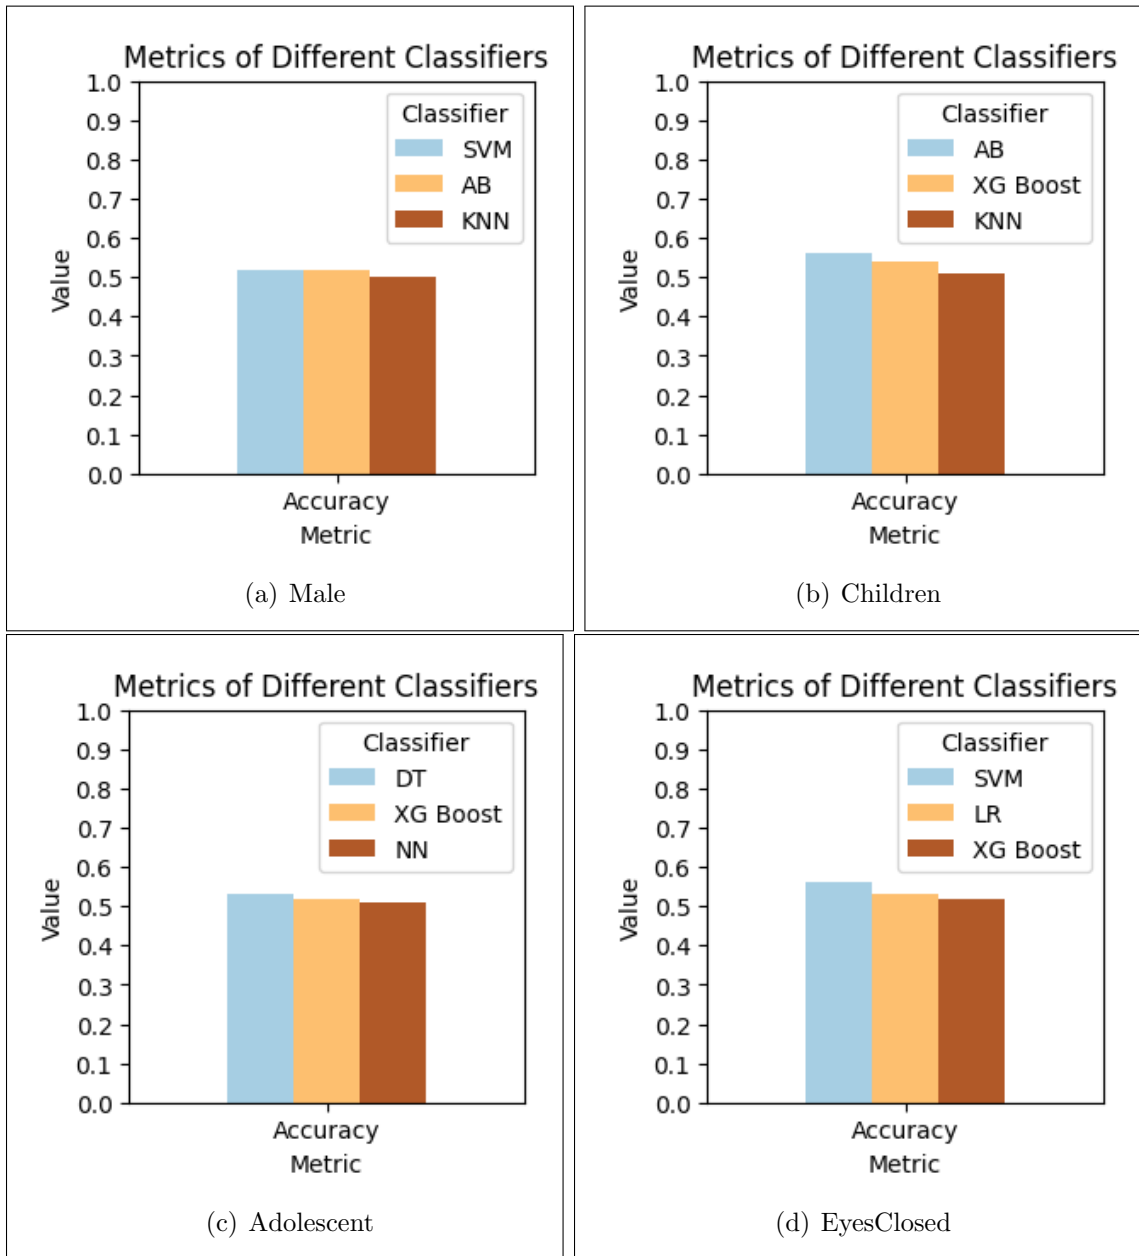 Metrics of Different Classifiers
1.0
0.9
0.8
0.7
0.6
0.5
0.4
0.3
0.2
0.1
0.0
Value
Classifier
SVM
AB
KNN
Accuracy
Metric
(a) Male
Metrics of Different Classifiers
1.0
0.9
0.8
0.7
0.6
0.5
0.4
0.3
0.2
0.1
0.0
Value
Classifier
AB
XG Boost
KNN
Accuracy
Metric
(b) Children
Metrics of Different Classifiers
1.0
0.9
0.8
0.7
0.6
0.5
0.4
0.3
0.2
0.1
0.0
Value
Classifier
DT
XG Boost
NN
Accuracy
Metric
(c) Adolescent
Metrics of Different Classifiers
1.0
0.9
0.8
0.7
0.6
0.5
0.4
0.3
0.2
0.1
0.0
Value
Classifier
SVM
LR
XG Boost
Accuracy
Metric
(d) EyesClosed